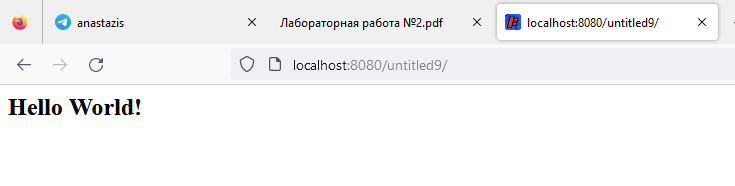 anastazis
Лабораторная работа №2.pdf
localhost:8080/untitled9/
localhost:8080/untitled9/
Hello World!